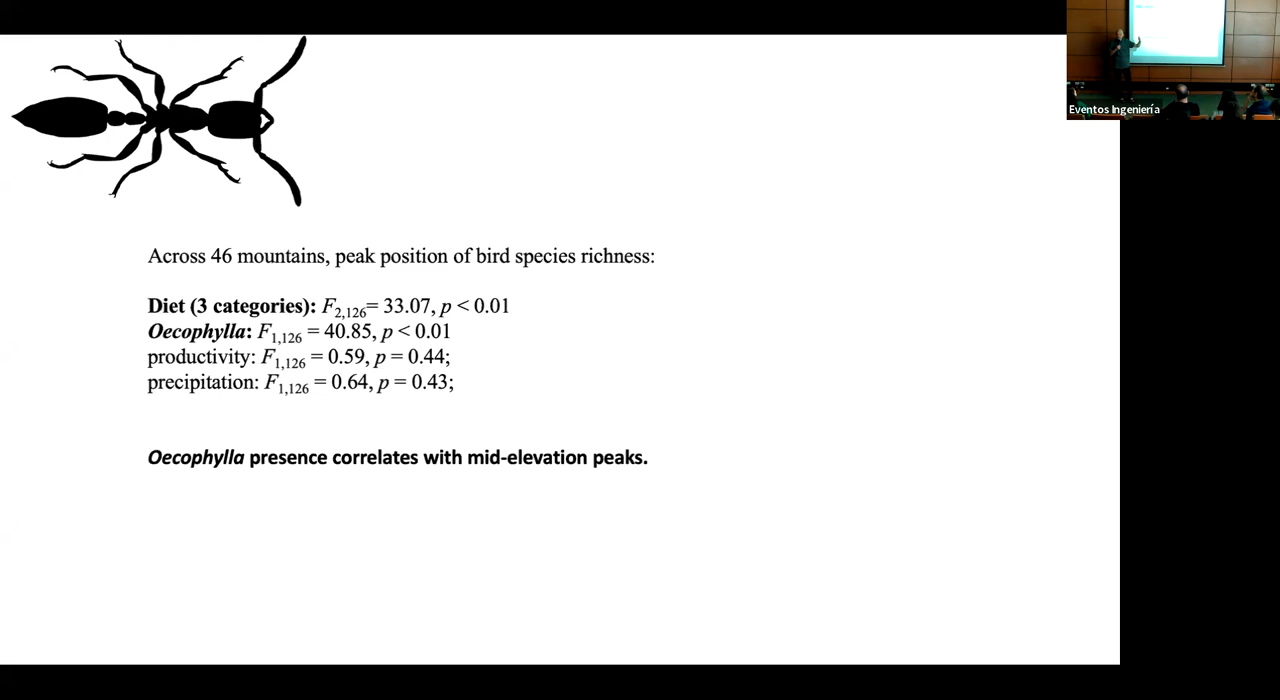 Eventos Ingeniería
Across 46 mountains, peak position of bird species richness:
Diet (3 categories): F2,126= 33.07, p < 0.01
Oecophylla: F1,126 = 40.85, p < 0.01
productivity: F1,126 = 0.59, p = 0.44;
precipitation: F1,126 = 0.64, p = 0.43;
Oecophylla presence correlates with mid-elevation peaks.